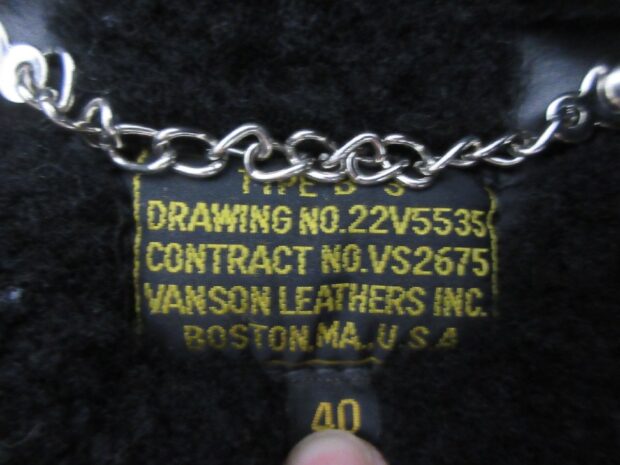 TYPE B-3
DRAWING NO.22V5535
CONTRACT NO.VS2675
VANSON LEATHERS INC.
BOSTON,MA.,U.S.A
40